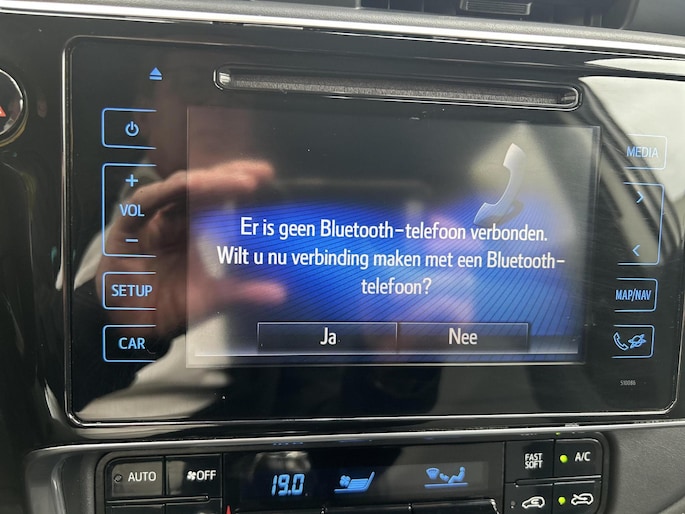 MEDIA
+
VOL
−
SETUP
CAR
Er is geen Bluetooth-telefoon verbonden.
Wilt u nu verbinding maken met een Bluetooth-
telefoon?
Ja
Nee
MAP/NAV
510086
AUTO
OFF
19.0
FAST
SOFT
A/C